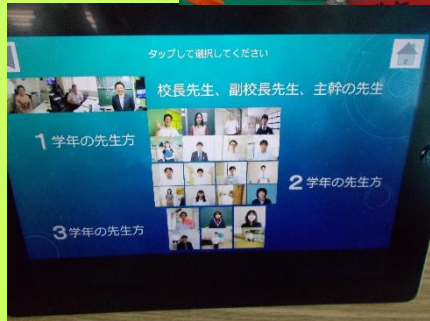 タップして選択してください
校長先生、副校長先生、主幹の先生
1学年の先生方
2学年の先生方
3学年の先生方